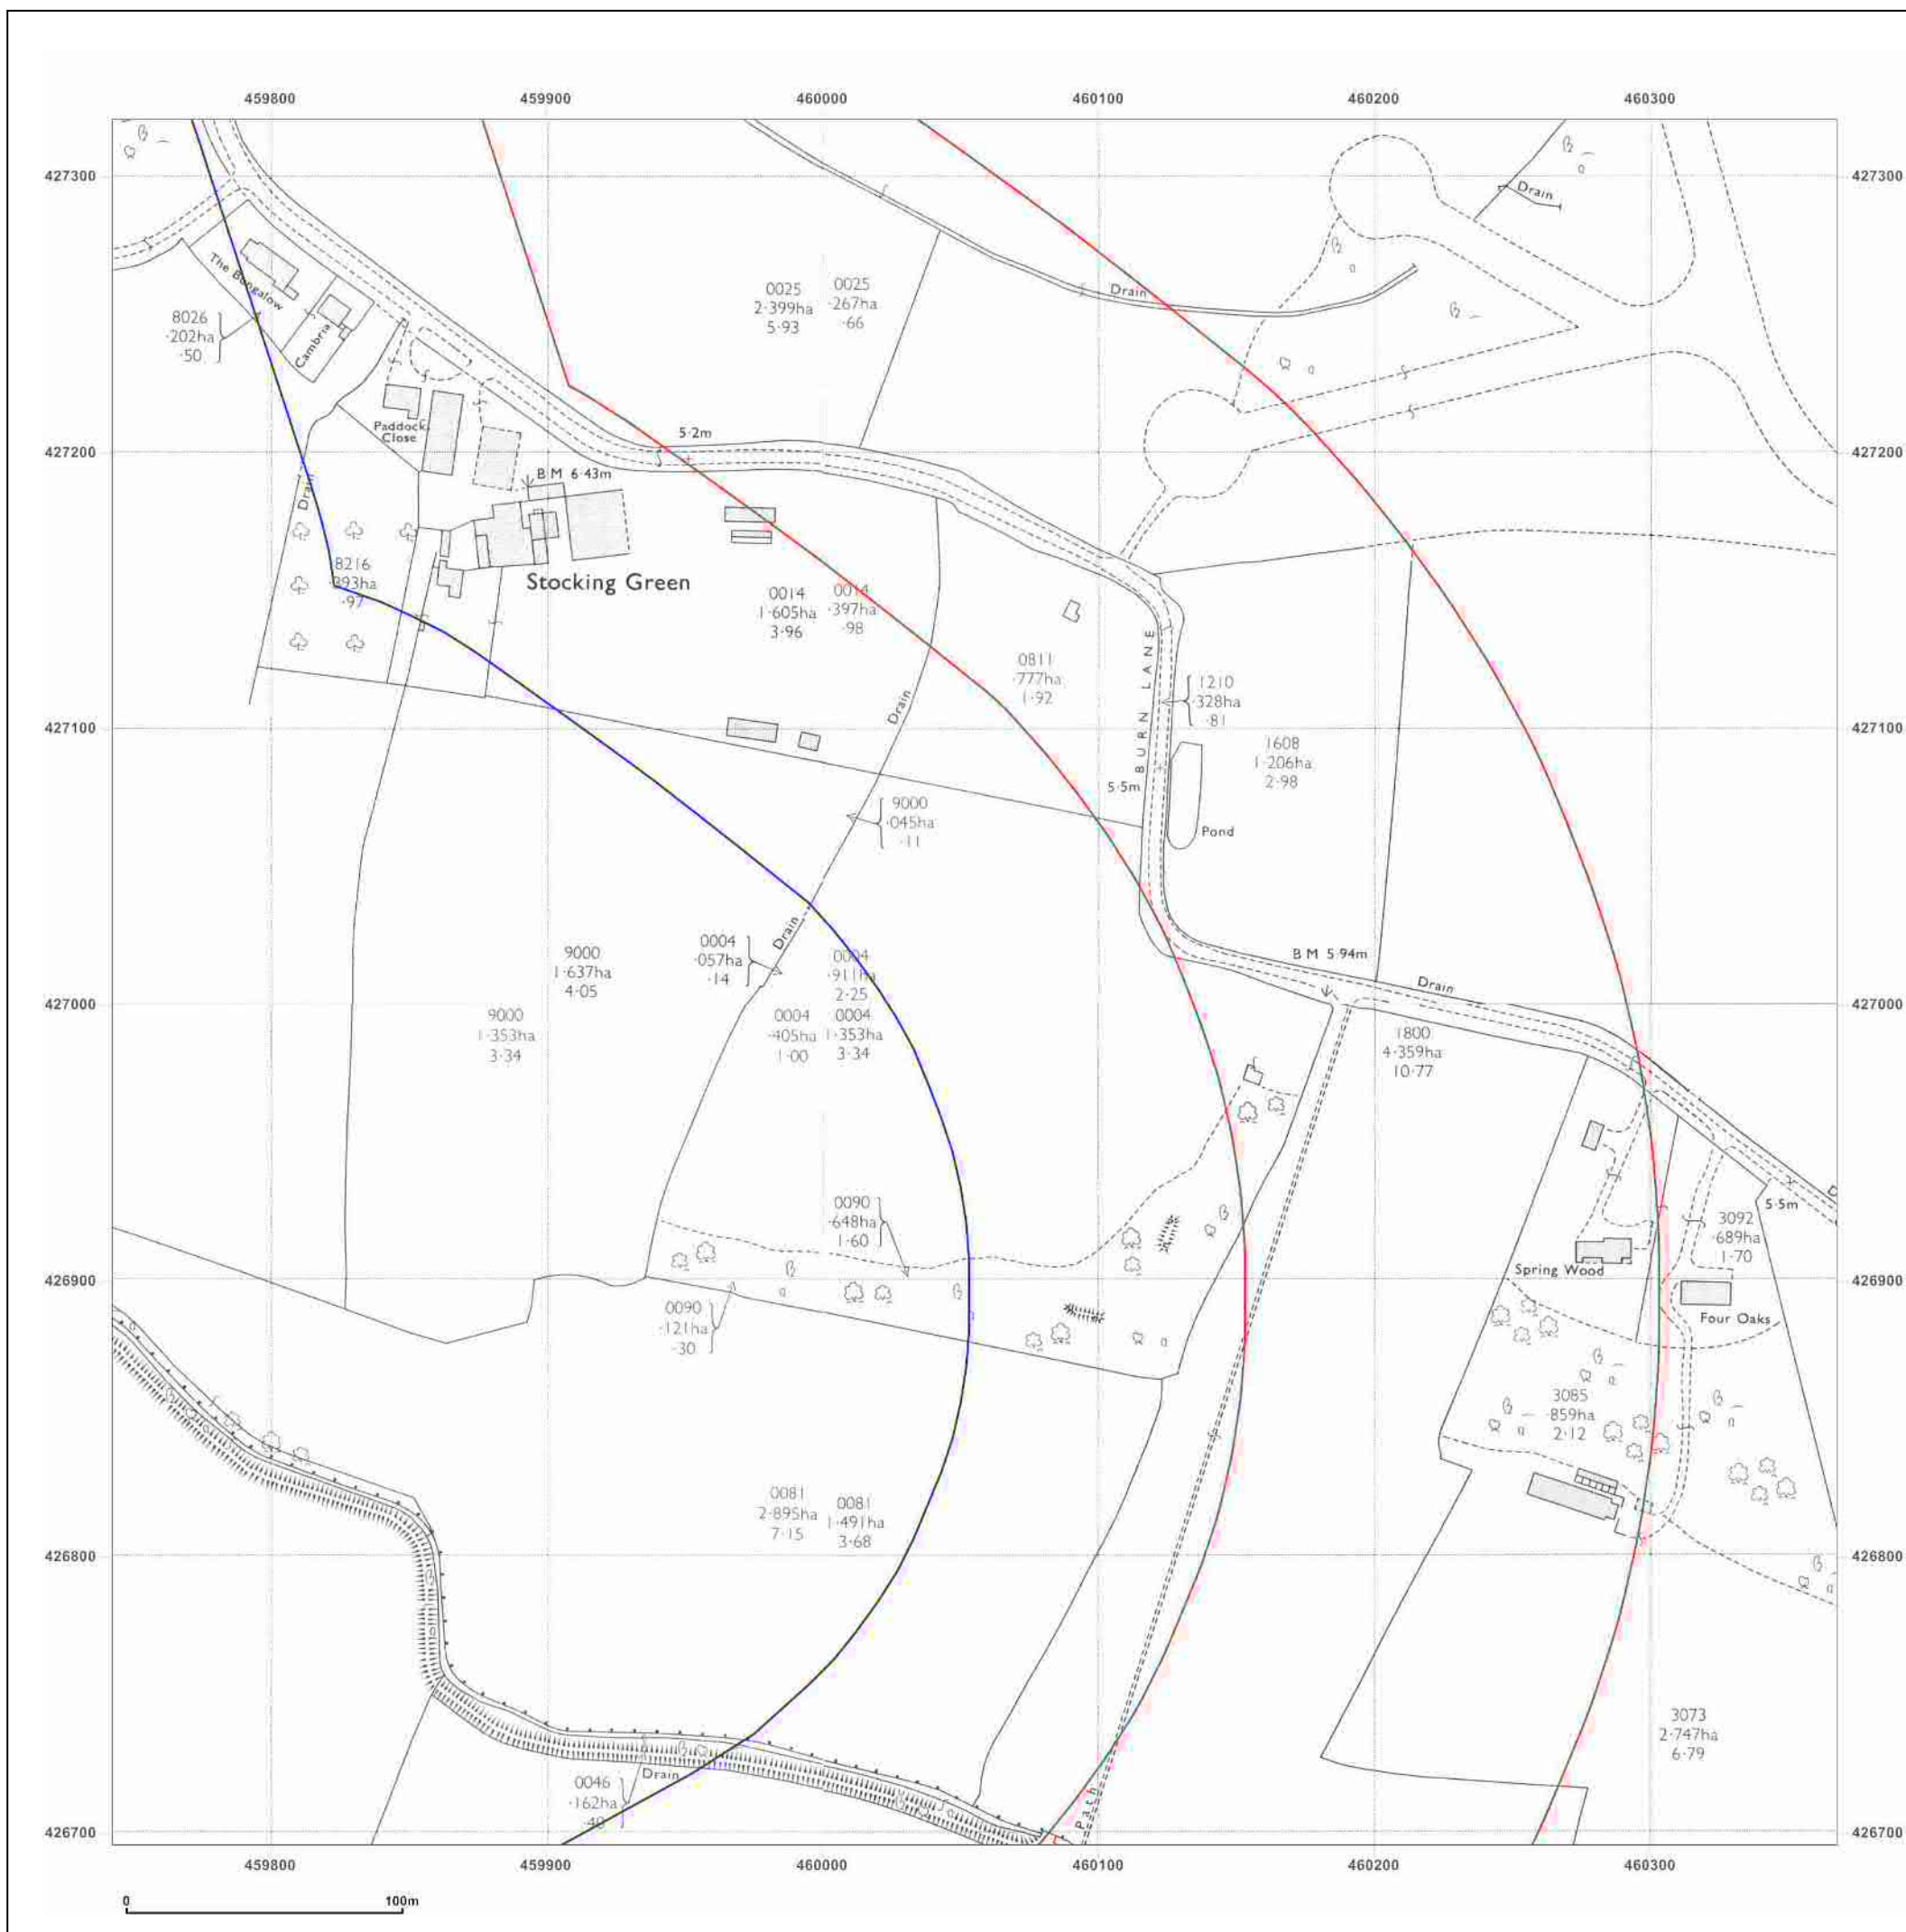 459800 459900 460000 460100 460200 460300
427300 427300
Drain
The Bungalow
8026
·202ha
·50
Cambria
0025 0025
2·399ha ·267ha
5·93 ·66
Drain
Paddock
Close
5·2m
427200 427200
BM 6·43m
Drain
8216
·393ha
·97
Stocking Green
0014 0014
1·605ha ·397ha
3·96 ·98
0811
·777ha
1·92
BURN LANE
1210
·328ha
·81
Drain
427100 427100
1608
1·206ha
2·98
5·5m
9000
·045ha
·11
Pond
Drain
0004
·057ha
·14
9000
1·637ha
4·05
0004
·911ha
2·25
BM 5·94m
Drain
427000 427000
9000
1·353ha
3·34
0004 0004
·405ha 1·353ha
1·00 3·34
1800
4·359ha
10·77
0090
·648ha
1·60
5·5m
3092
·689ha
1·70
426900 426900
Spring Wood
Four Oaks
0090
·121ha
·30
3085
·859ha
2·12
0081 0081
2·895ha 1·491ha
7·15 3·68
426800 426800
3073
2·747ha
6·79
Drain
0046
·162ha
·40
Path
426700 426700
459800 459900 460000 460100 460200 460300
0 100m